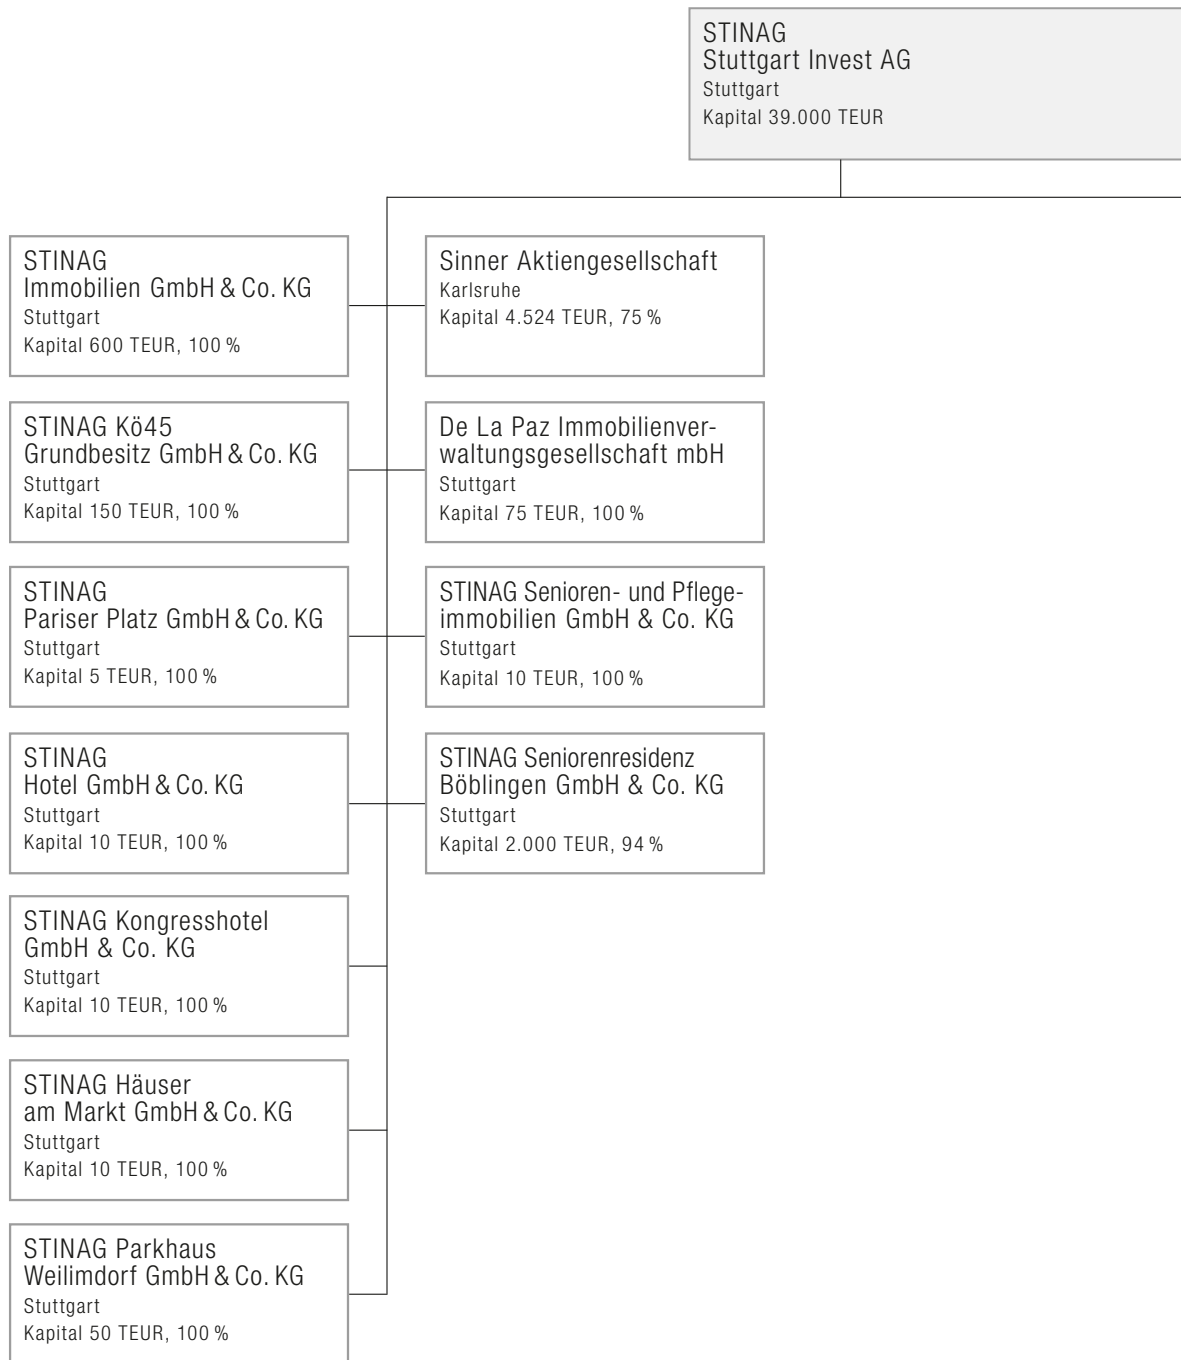 STINAG
Stuttgart Invest AG
Stuttgart
Kapital 39.000 TEUR
STINAG
Immobilien GmbH & Co. KG
Stuttgart
Kapital 600 TEUR, 100 %
Sinner Aktiengesellschaft
Karlsruhe
Kapital 4.524 TEUR, 75 %
STINAG Kö45
Grundbesitz GmbH & Co. KG
Stuttgart
Kapital 150 TEUR, 100 %
De La Paz Immobilienver-
waltungsgesellschaft mbH
Stuttgart
Kapital 75 TEUR, 100 %
STINAG
Pariser Platz GmbH & Co. KG
Stuttgart
Kapital 5 TEUR, 100 %
STINAG Senioren- und Pflege-
immobilien GmbH & Co. KG
Stuttgart
Kapital 10 TEUR, 100 %
STINAG
Hotel GmbH & Co. KG
Stuttgart
Kapital 10 TEUR, 100 %
STINAG Seniorenresidenz
Böblingen GmbH & Co. KG
Stuttgart
Kapital 2.000 TEUR, 94 %
STINAG Kongresshotel
GmbH & Co. KG
Stuttgart
Kapital 10 TEUR, 100 %
STINAG Häuser
am Markt GmbH & Co. KG
Stuttgart
Kapital 10 TEUR, 100 %
STINAG Parkhaus
Weilimdorf GmbH & Co. KG
Stuttgart
Kapital 50 TEUR, 100 %